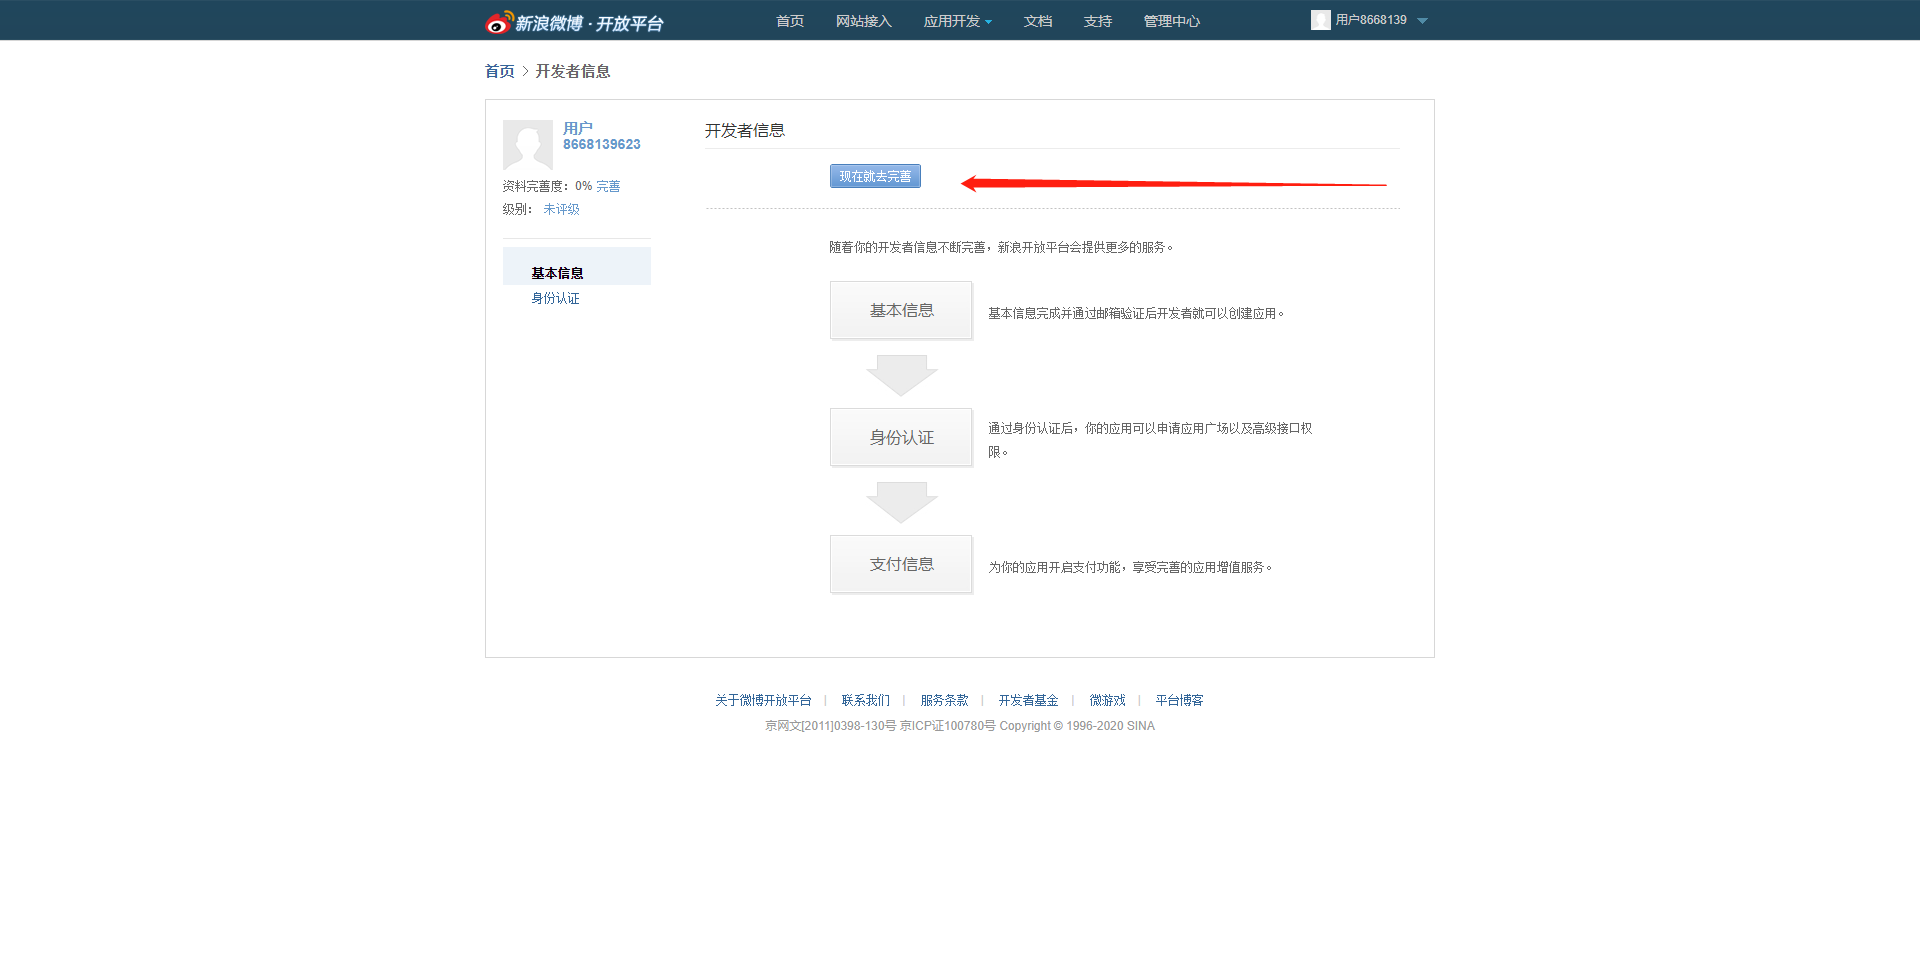 新浪微博·开放平台
首页 网站接入 应用开发 文档 支持 管理中心
用户8668139
首页 > 开发者信息
用户
8668139623
资料完善度：0% 完善
级别： 未评级
基本信息
身份认证
开发者信息
现在就去完善
随着你的开发者信息不断完善，新浪开放平台会提供更多的服务。
基本信息
基本信息完成并通过邮箱验证后开发者就可以创建应用。
身份认证
通过身份认证后，你的应用可以申请应用广场以及高级接口权
限。
支付信息
为你的应用开启支付功能，享受完善的应用增值服务。
关于微博开放平台 | 联系我们 | 服务条款 | 开发者基金 | 微游戏 | 平台博客
京网文[2011]0398-130号 京ICP证100780号 Copyright © 1996-2020 SINA